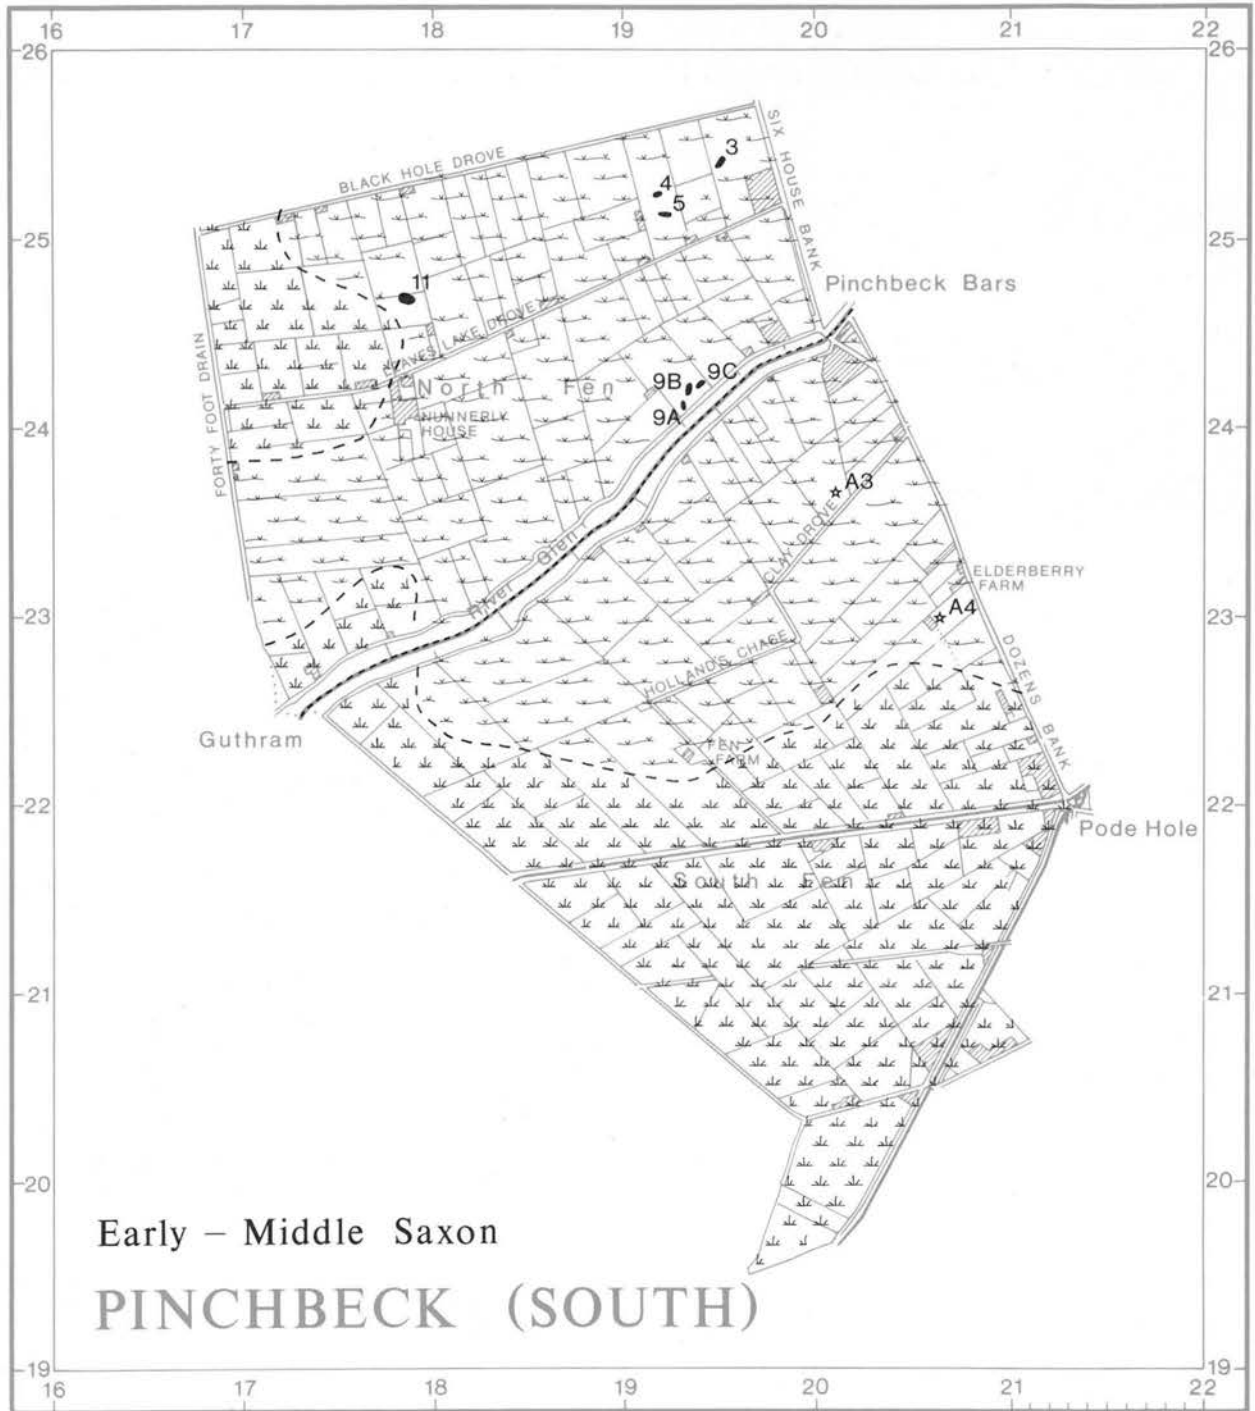 16 17 18 19 20 21 22
26 26
SIX HOUSE BANK
3
BLACK HOLE DROVE
4
5
25 25
Pinchbeck Bars
11
LAKE DROVE
FORTY FOOT DRAIN
9B 9C
North Fen
9A
NUNNERLY
HOUSE
24 24
A3
CLAY DROVE
River Glen
ELDERBERRY
FARM
A4
23 23
HOLLAND'S CHASE
DOZENS BANK
Guthram
FEN
FARM
22 22
Pode Hole
South Fen
21 21
20 20
Early – Middle Saxon
PINCHBECK (SOUTH)
19 19
16 17 18 19 20 21 22